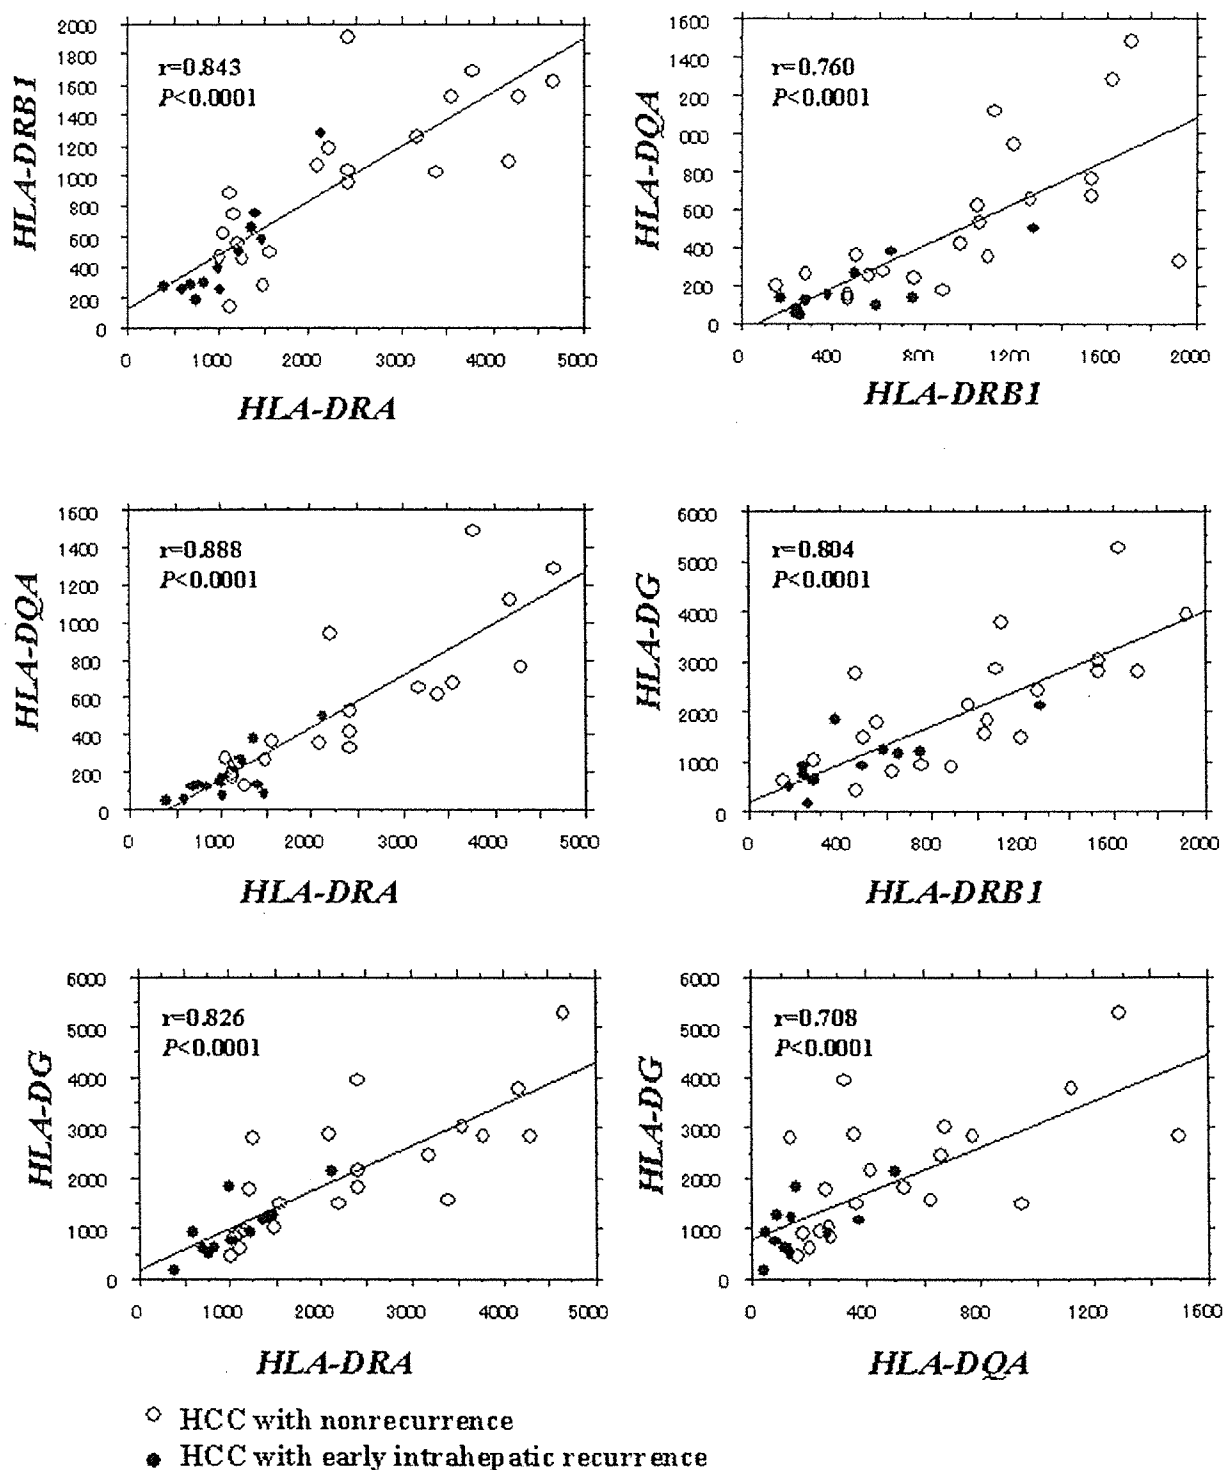 HLA-DRB1
2000
1800
1600
1400
1200
1000
800
600
400
200
0
r=0.843
P<0.0001
0 1000 2000 3000 4000 5000
HLA-DRA
HLA-DQA
1600
1400
200
000
800
600
400
200
0
r=0.760
P<0.0001
0 400 800 1200 1600 2000
HLA-DRB1
HLA-DQA
1600
1400
1200
1000
800
600
400
200
0
r=0.888
P<0.0001
0 1000 2000 3000 4000 5000
HLA-DRA
HLA-DG
6000
5000
4000
3000
2000
1000
0
r=0.804
P<0.0001
0 400 800 1200 1600 2000
HLA-DRB1
HLA-DG
6000
5000
4000
3000
2000
1000
0
r=0.826
P<0.0001
0 1000 2000 3000 4000 5000
HLA-DRA
HLA-DG
6000
5000
4000
3000
2000
1000
0
r=0.708
P<0.0001
0 400 800 1200 1600
HLA-DQA
HCC with nonrecurrence
HCC with early intrahepatic recurrence